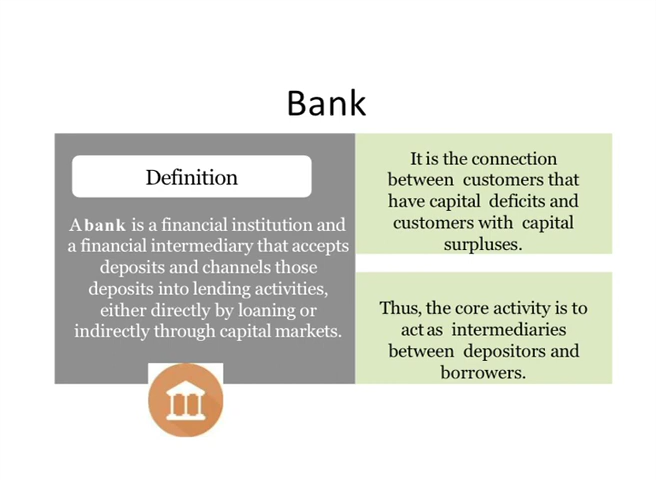 Bank
Definition
A bank is a financial institution and
a financial intermediary that accepts
deposits and channels those
deposits into lending activities,
either directly by loaning or
indirectly through capital markets.
It is the connection
between customers that
have capital deficits and
customers with capital
surpluses.
Thus, the core activity is to
act as intermediaries
between depositors and
borrowers.